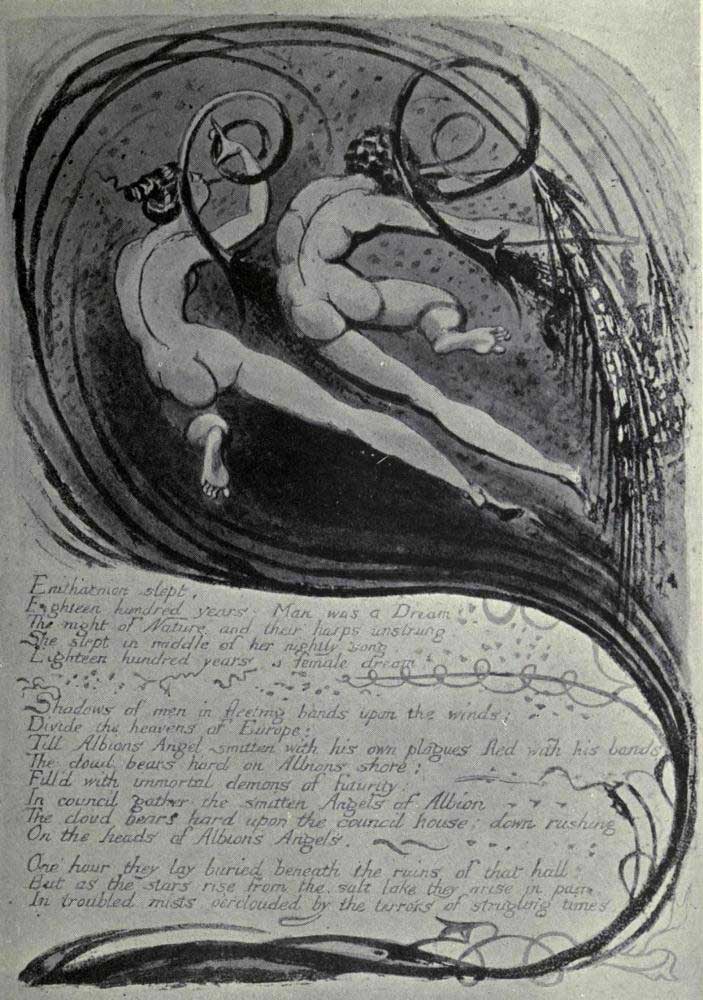 Enitharmon slept,
Eighteen hundred years: Man was a Dream
The night of Nature and their harps unstrung
She slept in middle of her nightly song
Eighteen hundred years, a female dream!
Shadows of men in fleeting bands upon the winds:
Divide the heavens of Europe:
Till Albions Angel smitten with his own plagues fled with his bands
The cloud bears hard on Albions shore:
Fill'd with immortal demons of futurity:
In council gather the smitten Angels of Albion
The cloud bears hard upon the council house; down rushing
On the heads of Albions Angels.
One hour they lay buried beneath the ruins of that hall:
But as the stars rise from the salt lake they arise in pain,
In troubled mists oerclouded by the terrors of strugling times